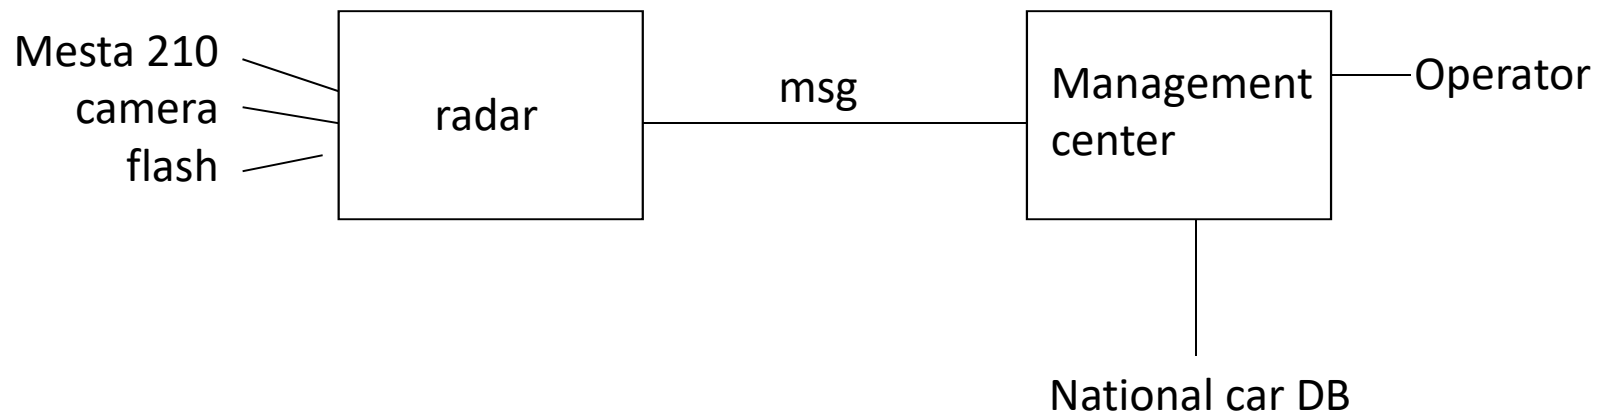 Mesta 210
camera
flash
radar
msg
Management
center
Operator
National car DB